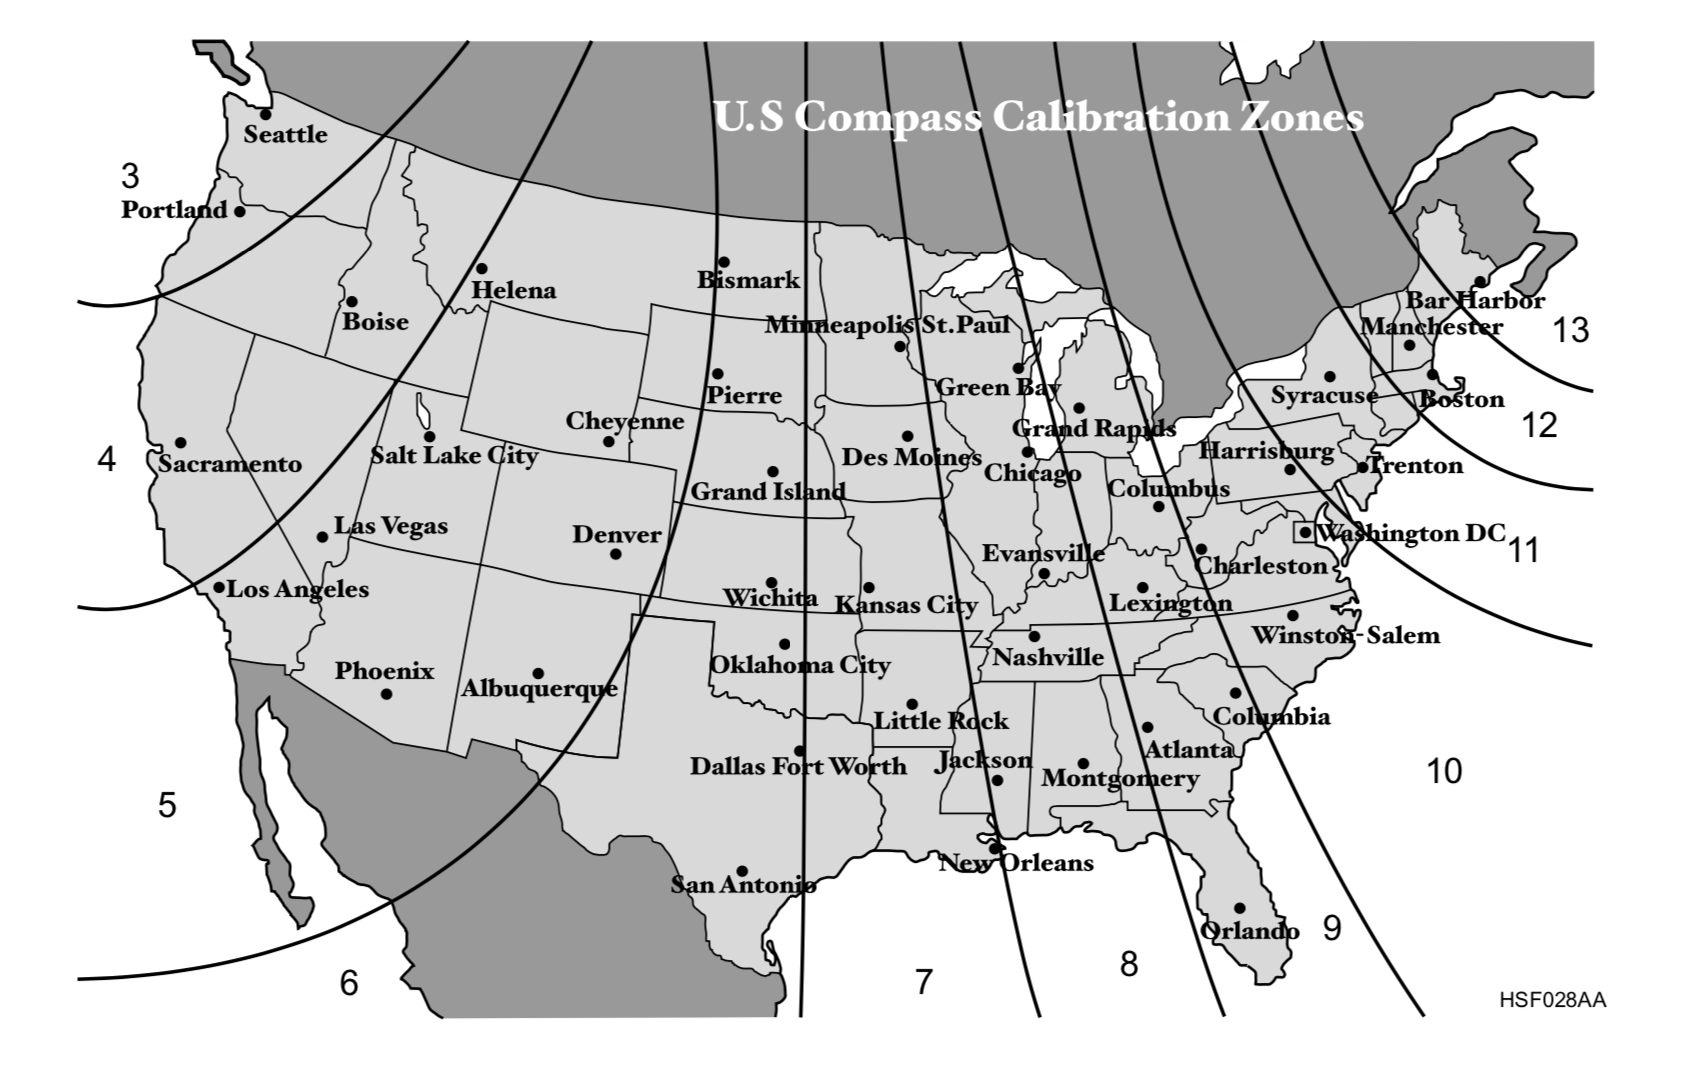 U.S Compass Calibration Zones
Seattle
3
Portland
Helena
Bismark
Boise
Bar Harbor
Minneapolis St.Paul
Manchester
13
Pierre
Green Bay
Syracuse
Boston
Cheyenne
Grand Rapids
12
4
Sacramento
Salt Lake City
Des Moines
Chicago
Harrisburg
Trenton
Grand Island
Columbus
Las Vegas
Denver
Washington DC
11
Evansville
Charleston
Los Angeles
Wichita
Kansas City
Lexington
Winston-Salem
Phoenix
Albuquerque
Oklahoma City
Nashville
Little Rock
Columbia
Dallas Fort Worth
Jackson
Atlanta
Montgomery
10
5
New Orleans
San Antonio
Orlando
9
6
7
8
HSF028AA